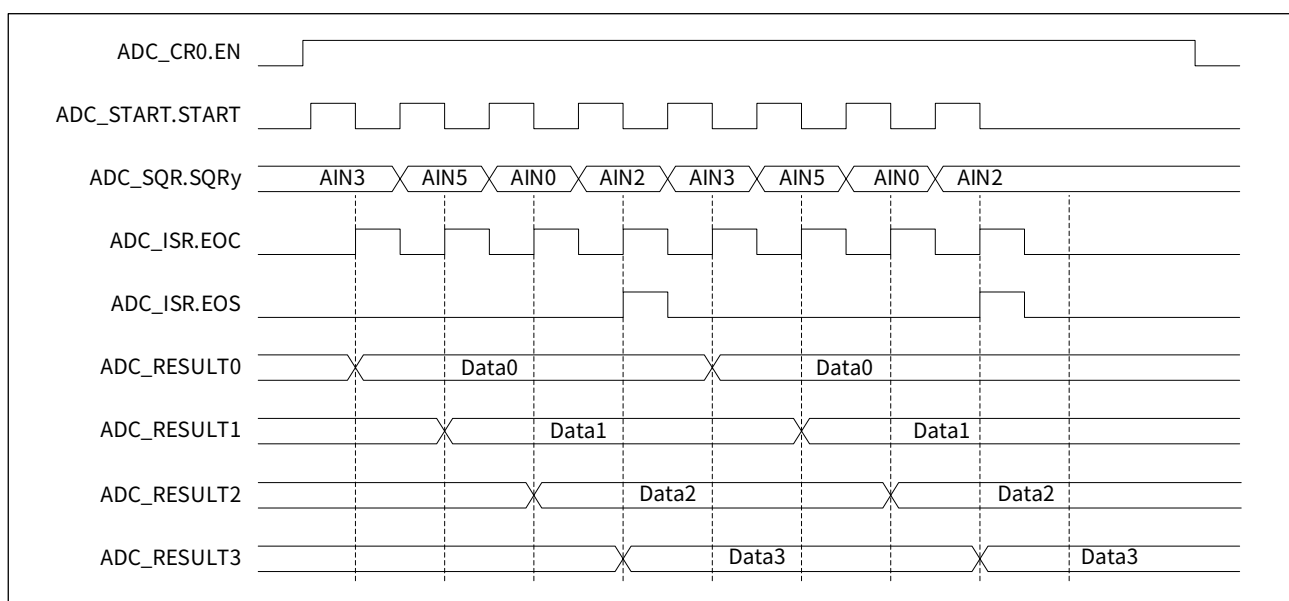 ADC_CR0.EN
ADC_START.START
ADC_SQR.SQRy AIN3 AIN5 AIN0 AIN2 AIN3 AIN5 AIN0 AIN2
ADC_ISR.EOC
ADC_ISR.EOS
ADC_RESULT0 Data0 Data0
ADC_RESULT1 Data1 Data1
ADC_RESULT2 Data2 Data2
ADC_RESULT3 Data3 Data3